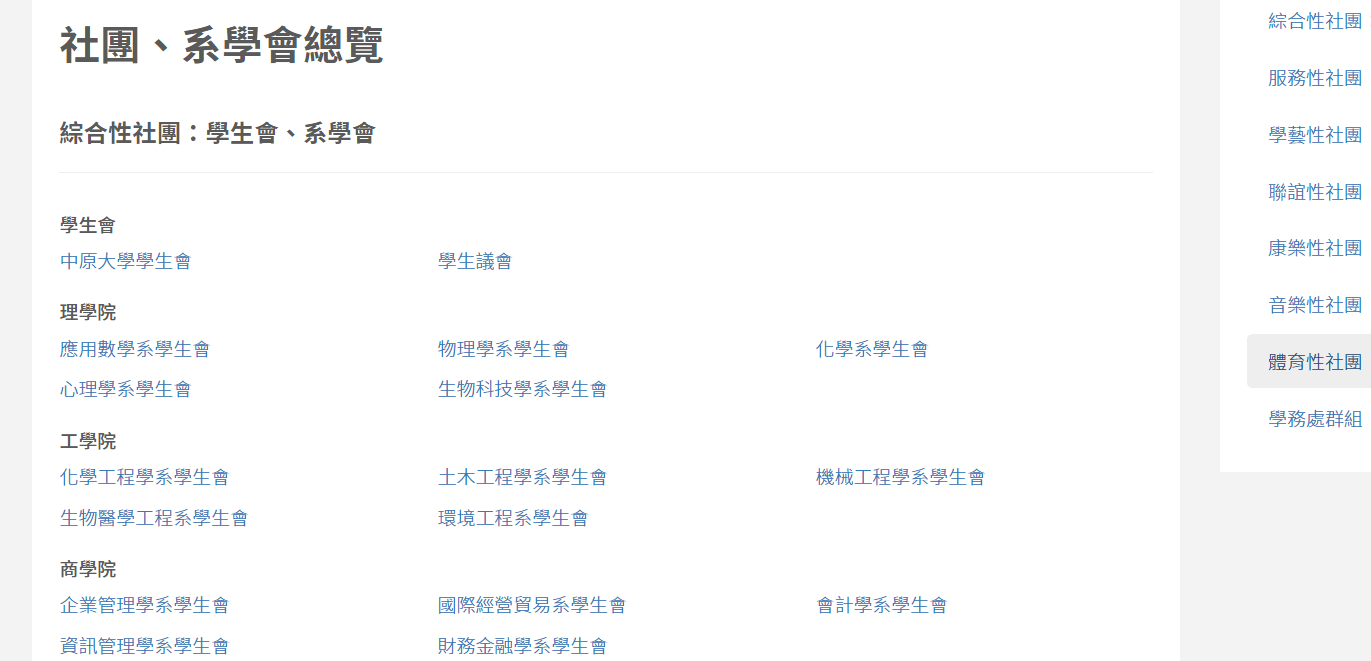 社團、系學會總覽
綜合性社團：學生會、系學會
學生會
中原大學學生會 學生議會
理學院
應用數學系學生會 物理學系學生會 化學系學生會
心理學系學生會 生物科技學系學生會
工學院
化學工程學系學生會 土木工程學系學生會 機械工程學系學生會
生物醫學工程系學生會 環境工程系學生會
商學院
企業管理學系學生會 國際經營貿易系學生會 會計學系學生會
資訊管理學系學生會 財務金融學系學生會
綜合性社團
服務性社團
學藝性社團
聯誼性社團
康樂性社團
音樂性社團
體育性社團
學務處群組